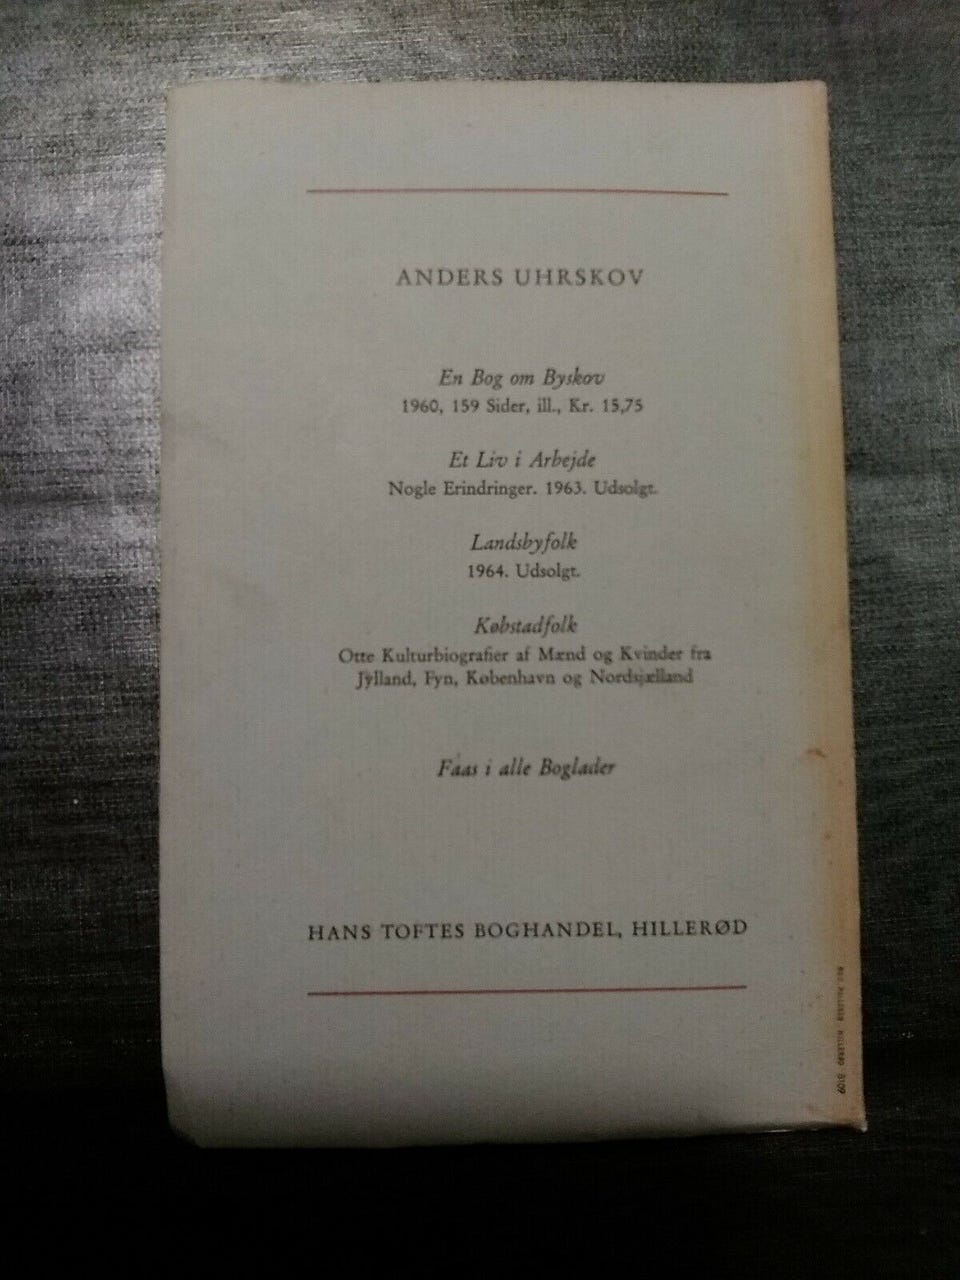 ANDERS UHRSKOV
En Bog om Byskov
1960, 159 Sider, ill., Kr. 15,75
Et Liv i Arbejde
Nogle Erindringer. 1963. Udsolgt.
Landsbyfolk
1964. Udsolgt.
Købstadfolk
Otte Kulturbiografier af Mænd og Kvinder fra
Jylland, Fyn, København og Nordsjælland
Faas i alle Boglader
HANS TOFTES BOGHANDEL, HILLERØD
HILLERØD 8109